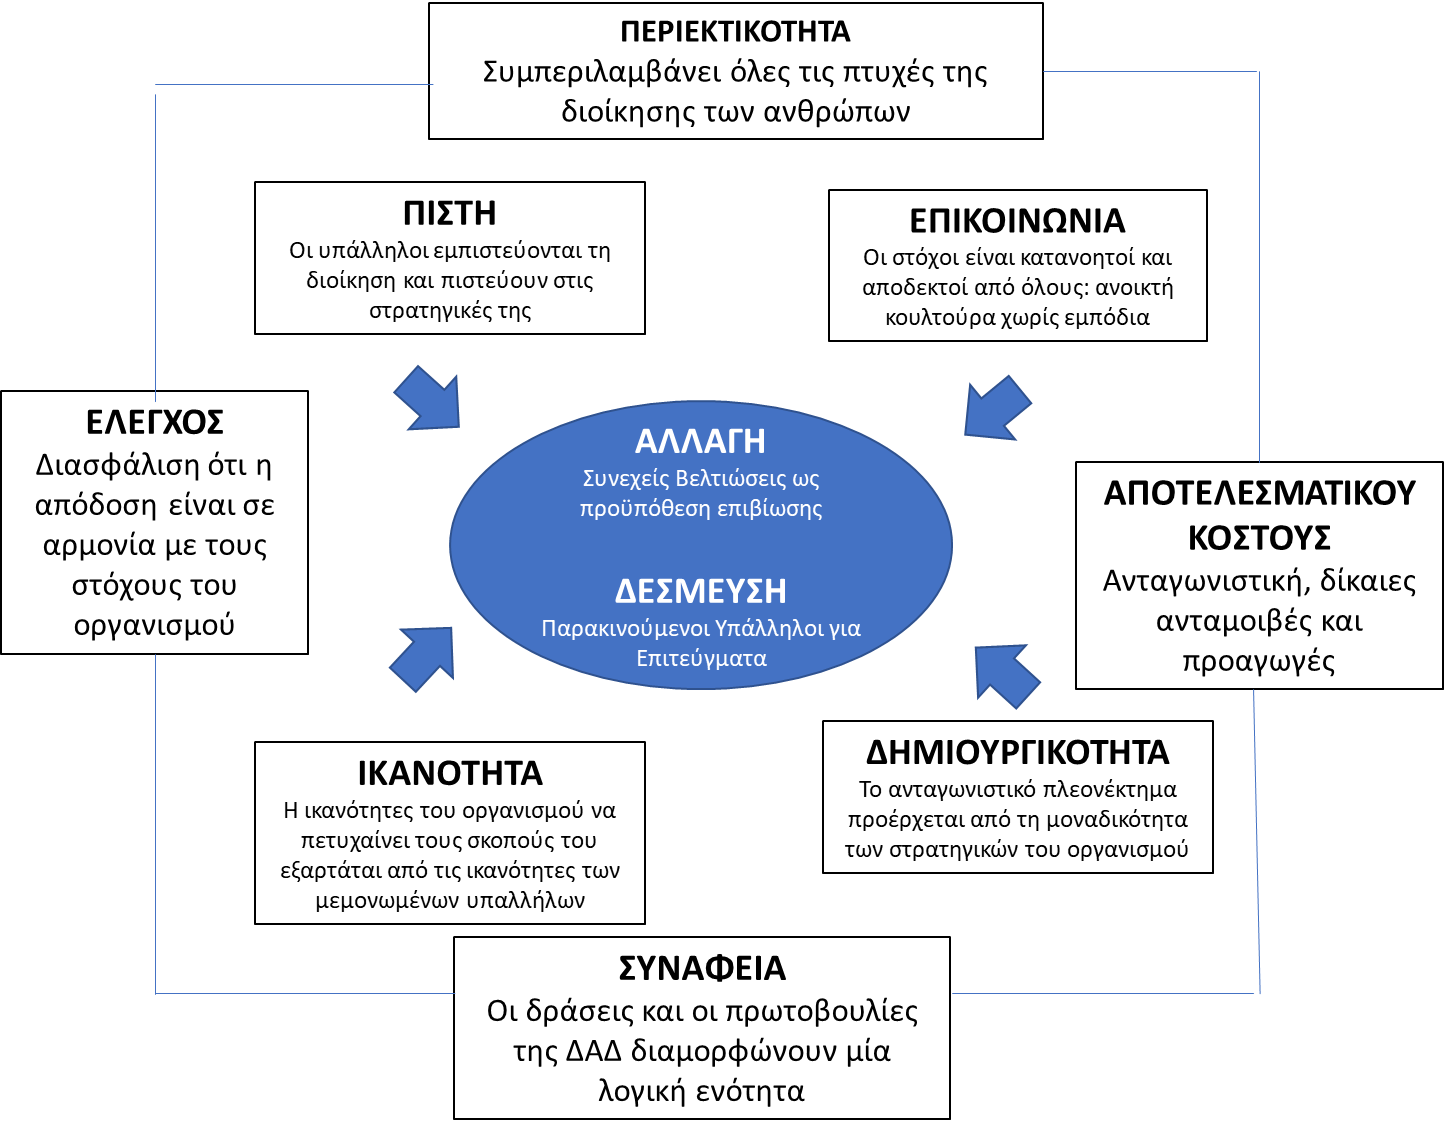 ΠΕΡΙΕΚΤΙΚΟΤΗΤΑ
Συμπεριλαμβάνει όλες τις πτυχές της
διοίκησης των ανθρώπων
ΠΙΣΤΗ
Οι υπάλληλοι εμπιστεύονται τη
διοίκηση και πιστεύουν στις
στρατηγικές της
ΕΠΙΚΟΙΝΩΝΙΑ
Οι στόχοι είναι κατανοητοί και
αποδεκτοί από όλους: ανοικτή
κουλτούρα χωρίς εμπόδια
ΕΛΕΓΧΟΣ
Διασφάλιση ότι η
απόδοση είναι σε
αρμονία με τους
στόχους του
οργανισμού
ΑΛΛΑΓΗ
Συνεχείς Βελτιώσεις ως
προϋπόθεση επιβίωσης
ΔΕΣΜΕΥΣΗ
Παρακινούμενοι Υπάλληλοι για
Επιτεύγματα
ΑΠΟΤΕΛΕΣΜΑΤΙΚΟΥ
ΚΟΣΤΟΥΣ
Ανταγωνιστική, δίκαιες
ανταμοιβές και
προαγωγές
ΙΚΑΝΟΤΗΤΑ
Η ικανότητες του οργανισμού να
πετυχαίνει τους σκοπούς του
εξαρτάται από τις ικανότητες των
μεμονωμένων υπαλλήλων
ΔΗΜΙΟΥΡΓΙΚΟΤΗΤΑ
Το ανταγωνιστικό πλεονέκτημα
προέρχεται από τη μοναδικότητα
των στρατηγικών του οργανισμού
ΣΥΝΑΦΕΙΑ
Οι δράσεις και οι πρωτοβουλίες
της ΔΑΔ διαμορφώνουν μία
λογική ενότητα